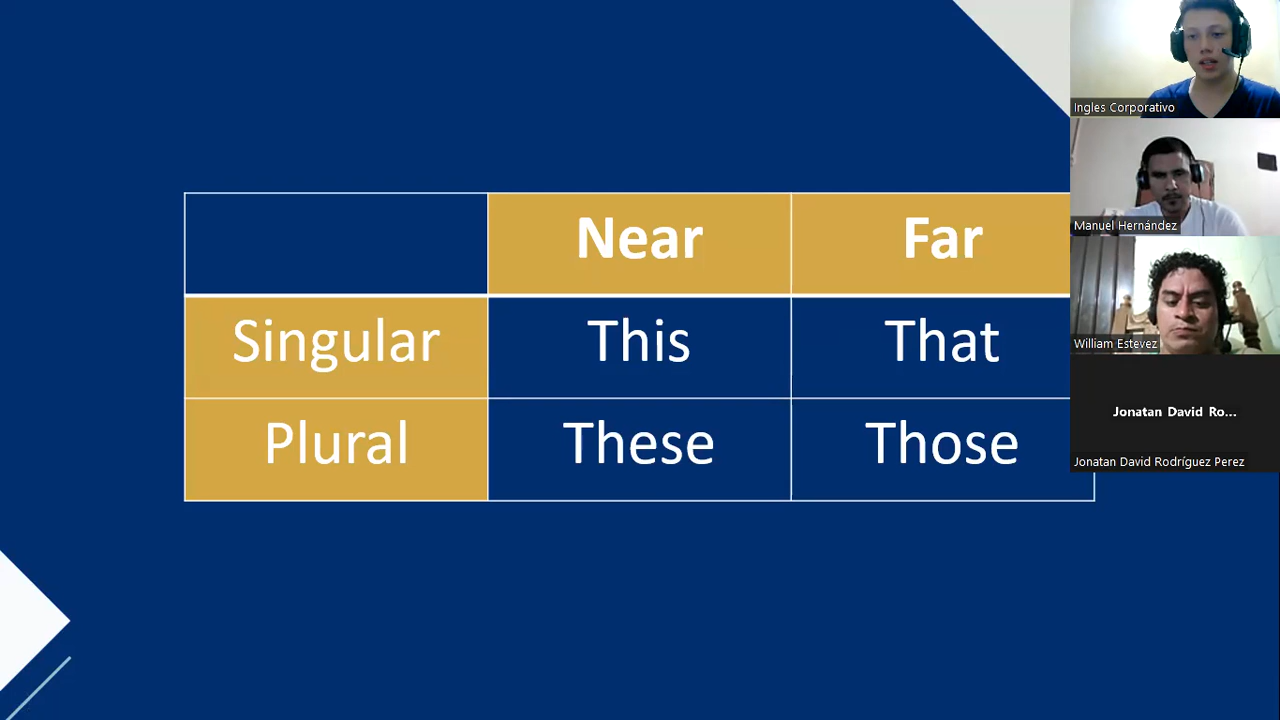 Near Far
Singular This That
Plural These Those
Ingles Corporativo
Manuel Hernández
William Estevez
Jonatan David Ro...
Jonatan David Rodríguez Perez